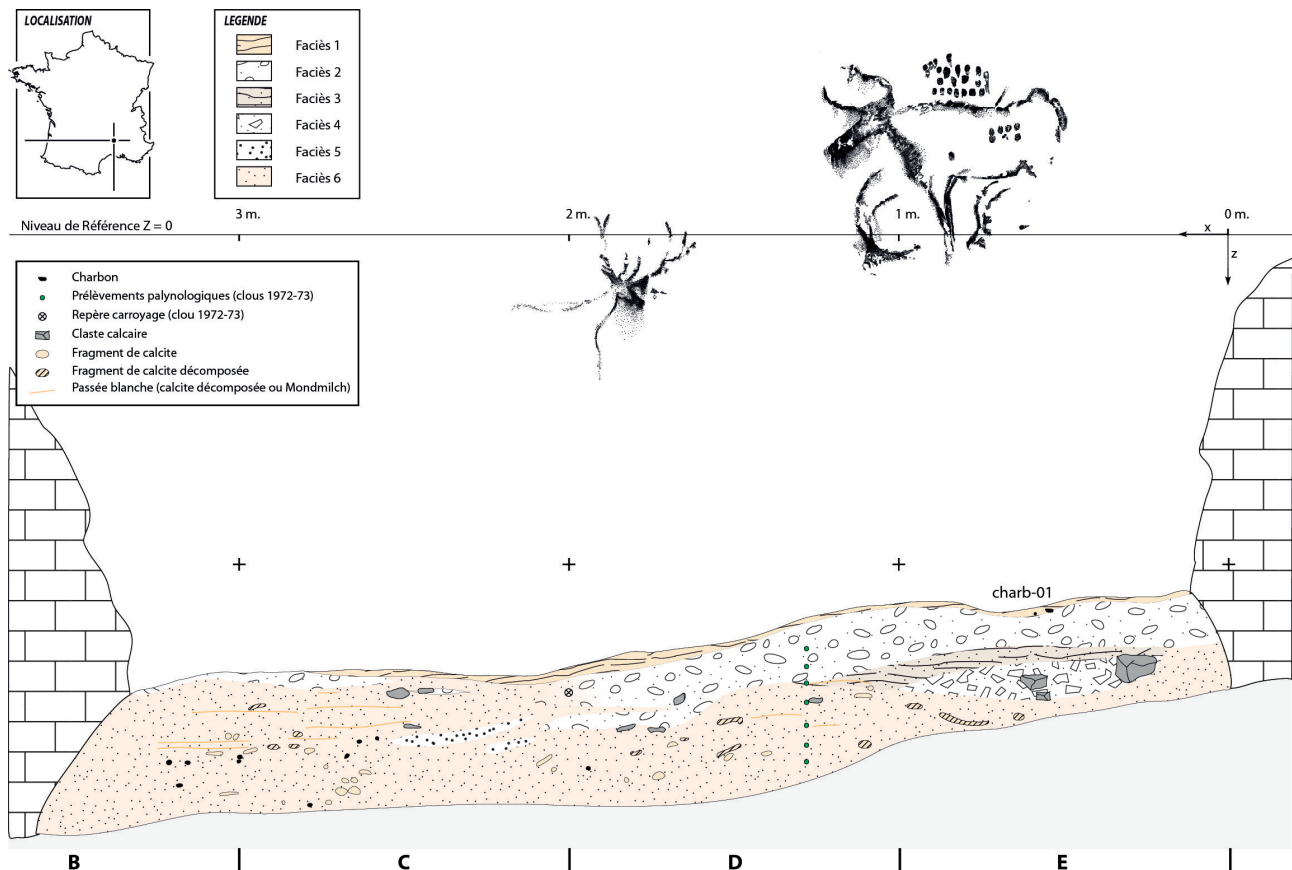 LOCALISATION
LEGENDE
Faciès 1
Faciès 2
Faciès 3
Faciès 4
Faciès 5
Faciès 6
Niveau de Référence Z = 0
3 m.
2 m.
1 m.
0 m.
x
z
Charbon
Prélèvements palynologiques (clous 1972-73)
Repère carroyage (clou 1972-73)
Claste calcaire
Fragment de calcite
Fragment de calcite décomposée
Passée blanche (calcite décomposée ou Mondmilch)
charb-01
B
C
D
E